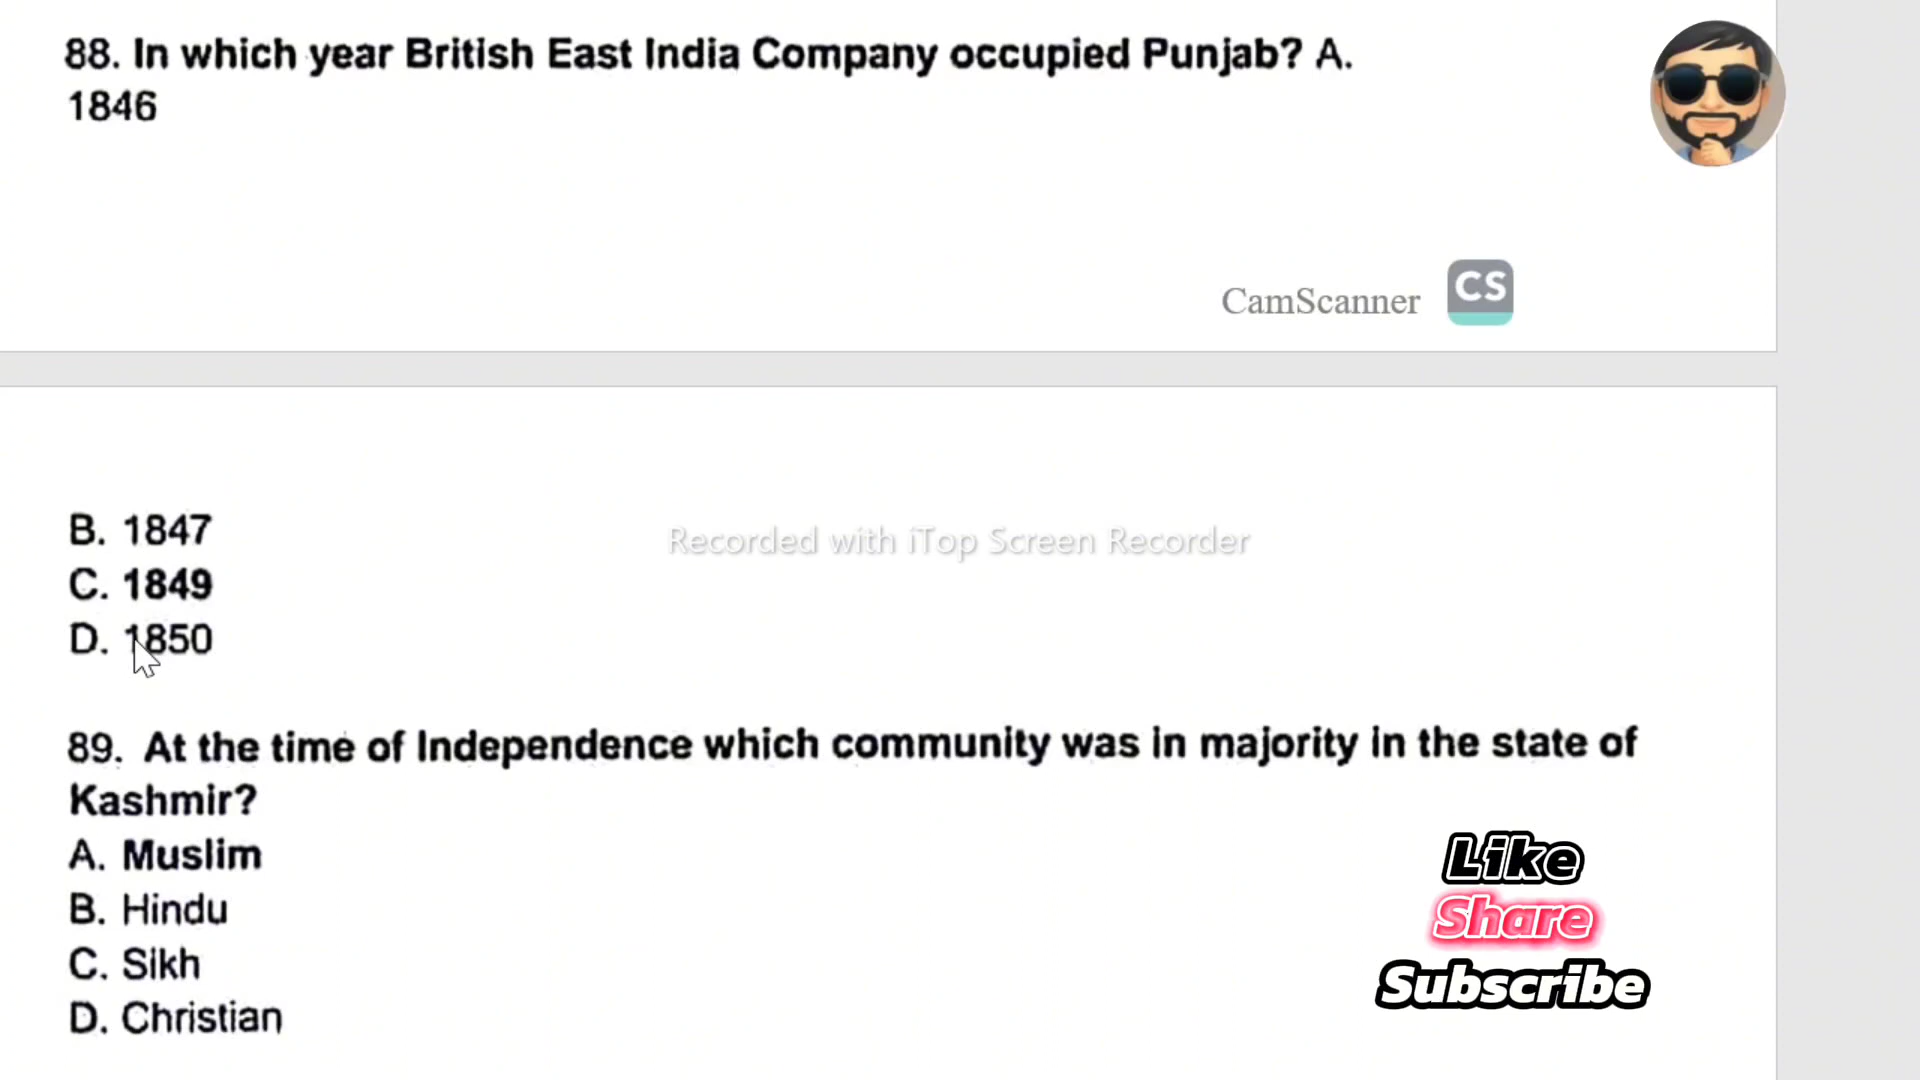 88. In which year British East India Company occupied Punjab? A.
1846
CamScanner CS
B. 1847
Recorded with iTop Screen Recorder
C. 1849
D. 1850
89. At the time of Independence which community was in majority in the state of
Kashmir?
A. Muslim
B. Hindu
C. Sikh
D. Christian
Like
Share
Subscribe